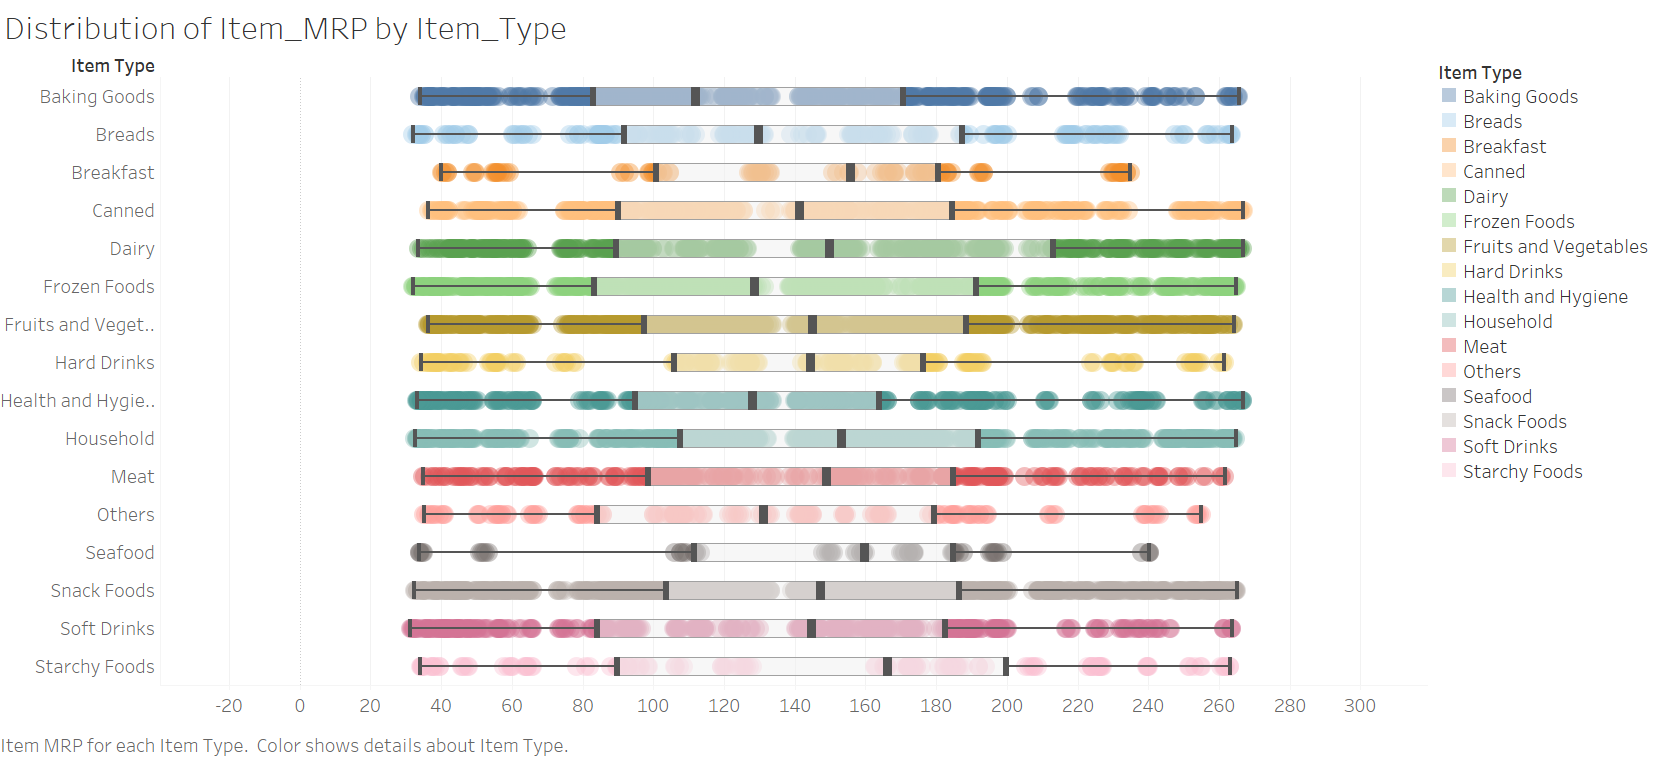 Distribution of Item_MRP by Item_Type
Item Type
Baking Goods
Breads
Breakfast
Canned
Dairy
Frozen Foods
Fruits and Veget..
Hard Drinks
Health and Hygie..
Household
Meat
Others
Seafood
Snack Foods
Soft Drinks
Starchy Foods
-20 0 20 40 60 80 100 120 140 160 180 200 220 240 260 280 300
Item MRP for each Item Type. Color shows details about Item Type.
Item Type
Baking Goods
Breads
Breakfast
Canned
Dairy
Frozen Foods
Fruits and Vegetables
Hard Drinks
Health and Hygiene
Household
Meat
Others
Seafood
Snack Foods
Soft Drinks
Starchy Foods